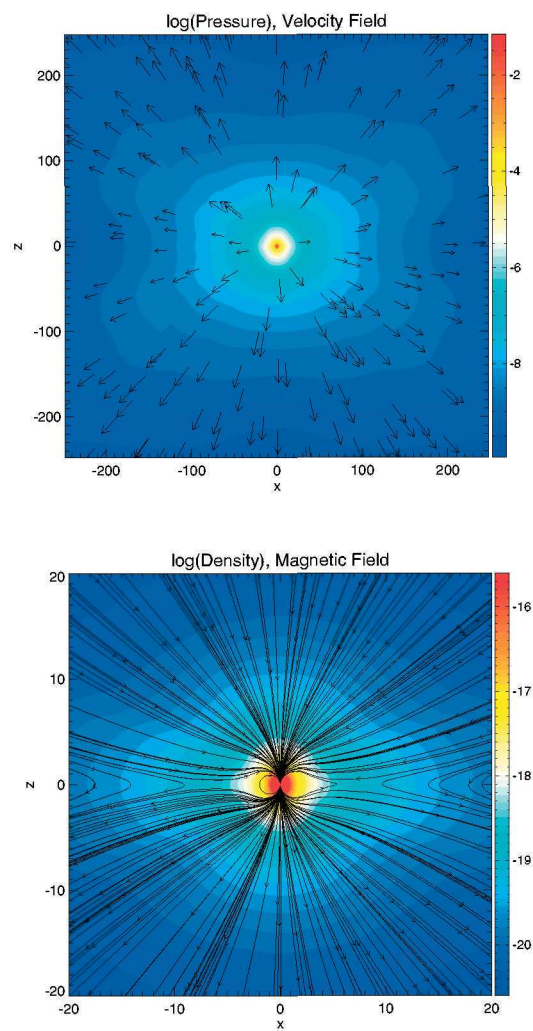 log(Pressure), Velocity Field
200
100
0
-100
-200
z
-200 -100 0 100 200
x
-2
-4
-6
-8
log(Density), Magnetic Field
20
10
0
-10
-20
z
-20 -10 0 10 20
x
-16
-17
-18
-19
-20